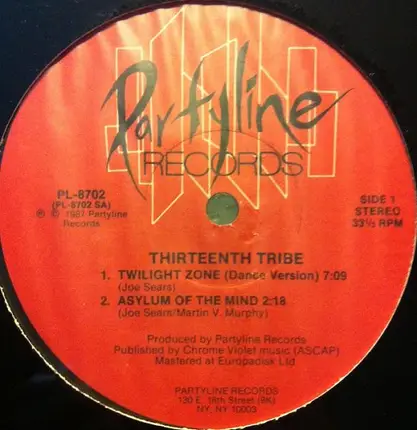 Partyline
RECORDS
PL-8702
(PL-8702 SA)
℗ © 1987 Partyline
Records
SIDE 1
STEREO
33⅓ RPM
THIRTEENTH TRIBE
1. TWILIGHT ZONE (Dance Version) 7:09
(Joe Sears)
2. ASYLUM OF THE MIND 2:18
(Joe Sears/Martin V. Murphy)
Produced by Partyline Records
Published by Chrome Violet music (ASCAP)
Mastered at Europadisk Ltd
PARTYLINE RECORDS
130 E. 18th Street (9K)
NY, NY 10003